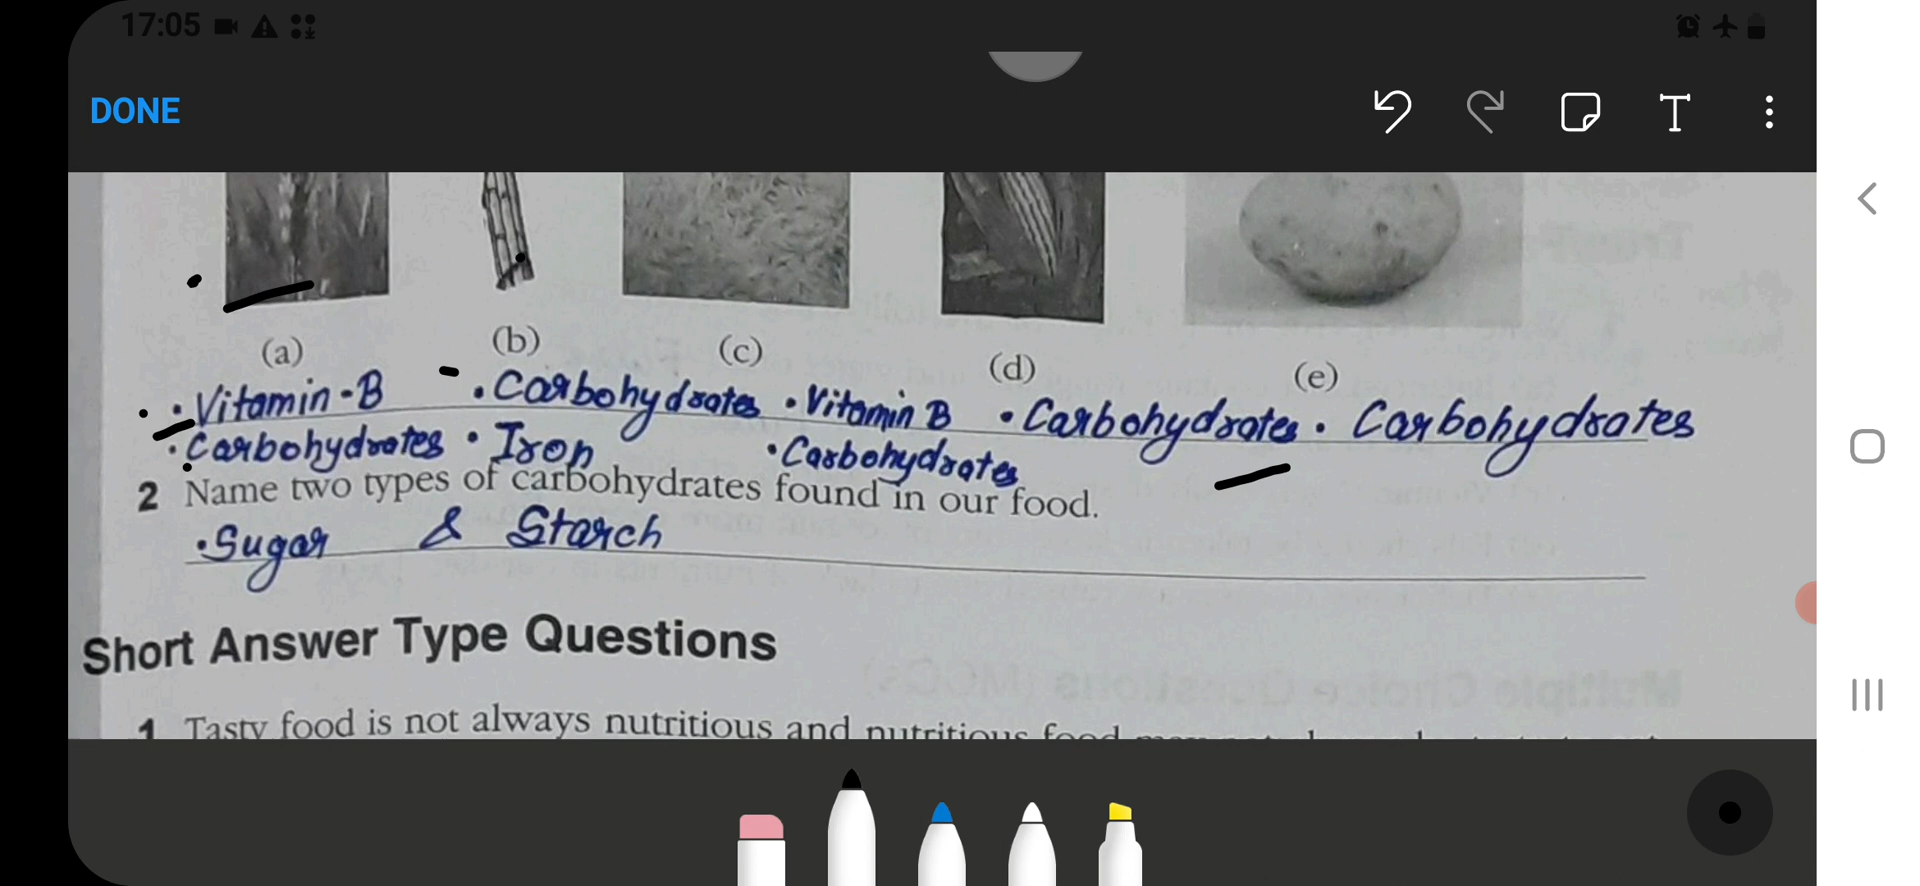 17:05
DONE
T
(a) (b) (c) (d) (e)
• Vitamin-B • Carbohydrates • Vitamin B • Carbohydrates • Carbohydrates
• Carbohydrates • Iron • Carbohydrates
2 Name two types of carbohydrates found in our food.
• Sugar & Starch
Short Answer Type Questions
1 Tasty food is not always nutritious and nutritious food